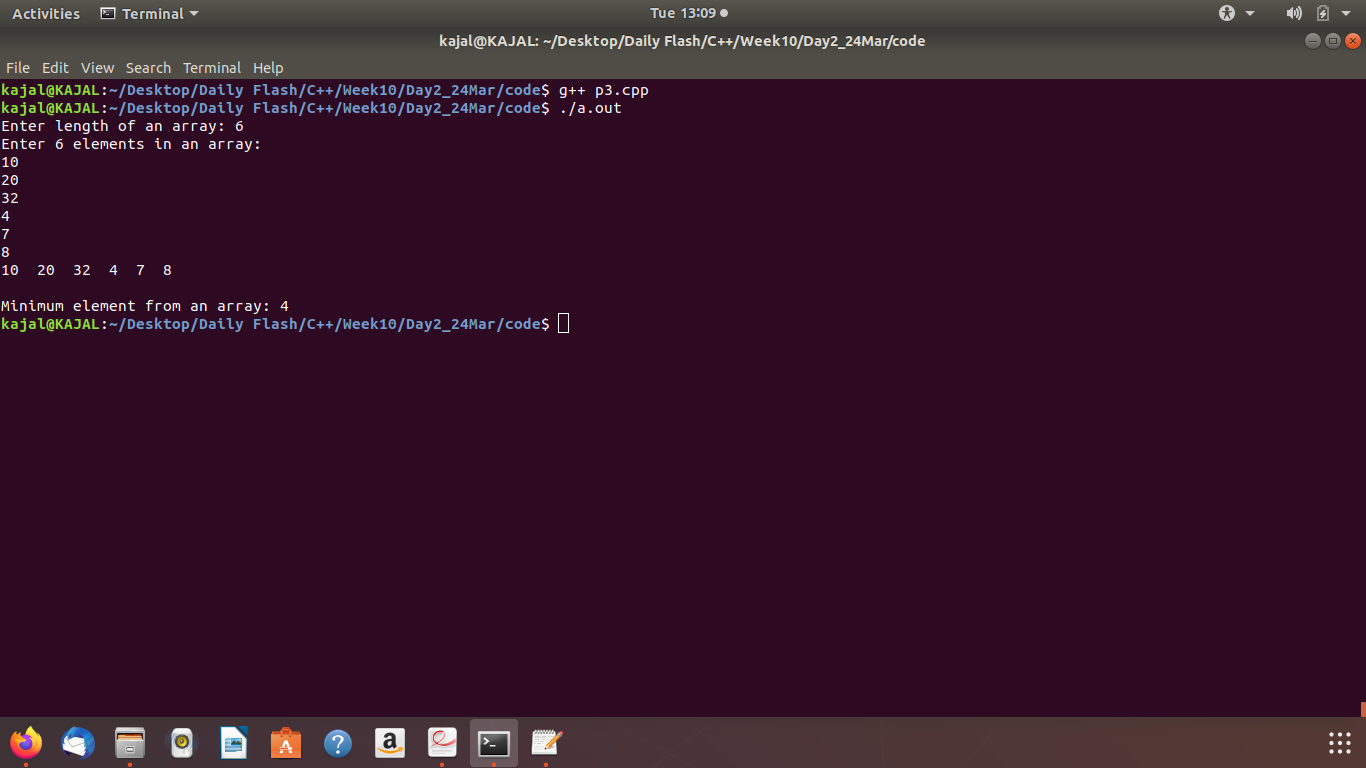 Activities Terminal Tue 13:09
kajal@KAJAL: ~/Desktop/Daily Flash/C++/Week10/Day2_24Mar/code
File Edit View Search Terminal Help
kajal@KAJAL:~/Desktop/Daily Flash/C++/Week10/Day2_24Mar/code$ g++ p3.cpp
kajal@KAJAL:~/Desktop/Daily Flash/C++/Week10/Day2_24Mar/code$ ./a.out
Enter length of an array: 6
Enter 6 elements in an array:
10
20
32
4
7
8
10  20  32  4  7  8
Minimum element from an array: 4
kajal@KAJAL:~/Desktop/Daily Flash/C++/Week10/Day2_24Mar/code$